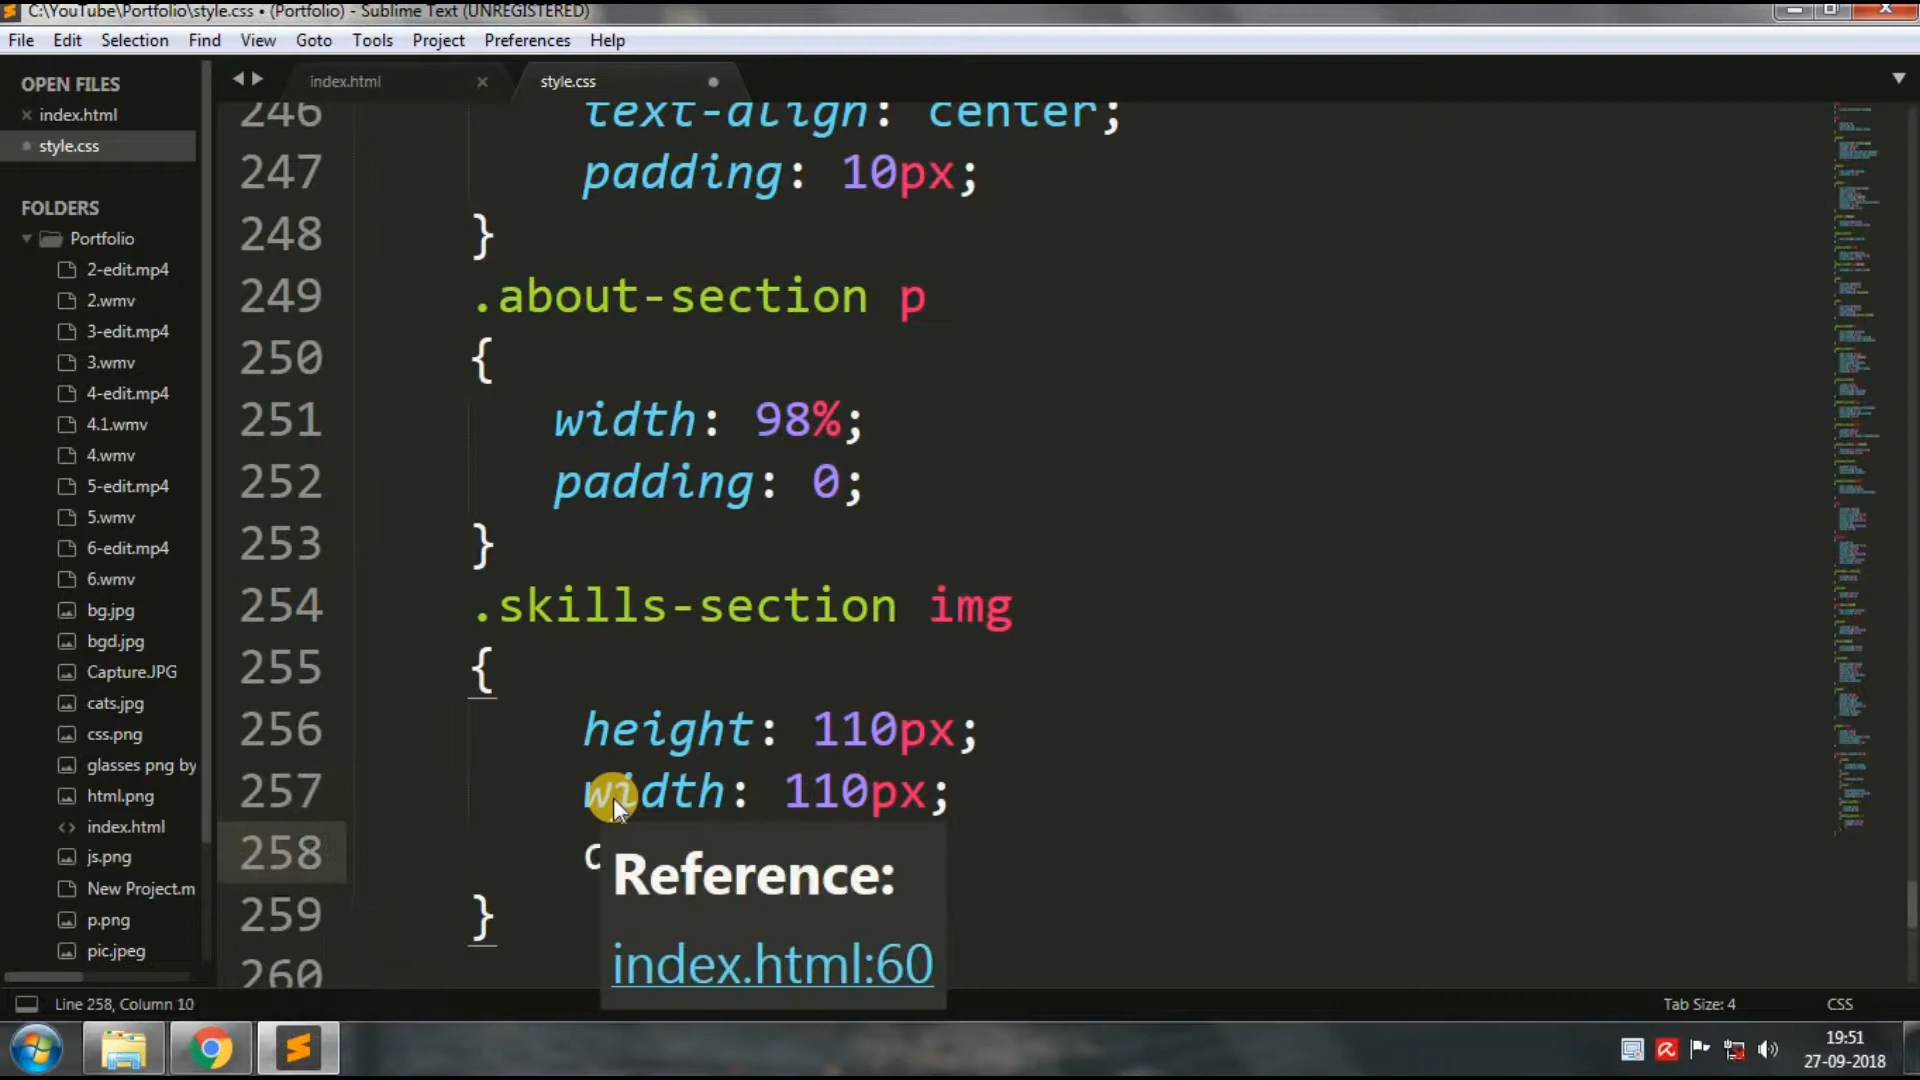 C:\YouTube\Portfolio\style.css • (Portfolio) - Sublime Text (UNREGISTERED)
File Edit Selection Find View Goto Tools Project Preferences Help
OPEN FILES
index.html
style.css
FOLDERS
Portfolio
2-edit.mp4
2.wmv
3-edit.mp4
3.wmv
4-edit.mp4
4.1.wmv
4.wmv
5-edit.mp4
5.wmv
6-edit.mp4
6.wmv
bg.jpg
bgd.jpg
Capture.JPG
cats.jpg
css.png
glasses png by
html.png
index.html
js.png
New Project.m
p.png
pic.jpeg
index.html style.css
246 text-align: center;
247 padding: 10px;
248 }
249 .about-section p
250 {
251 width: 98%;
252 padding: 0;
253 }
254 .skills-section img
255 {
256 height: 110px;
257 width: 110px;
258
259 }
260
Reference:
index.html:60
Line 258, Column 10 Tab Size: 4 CSS
19:51
27-09-2018